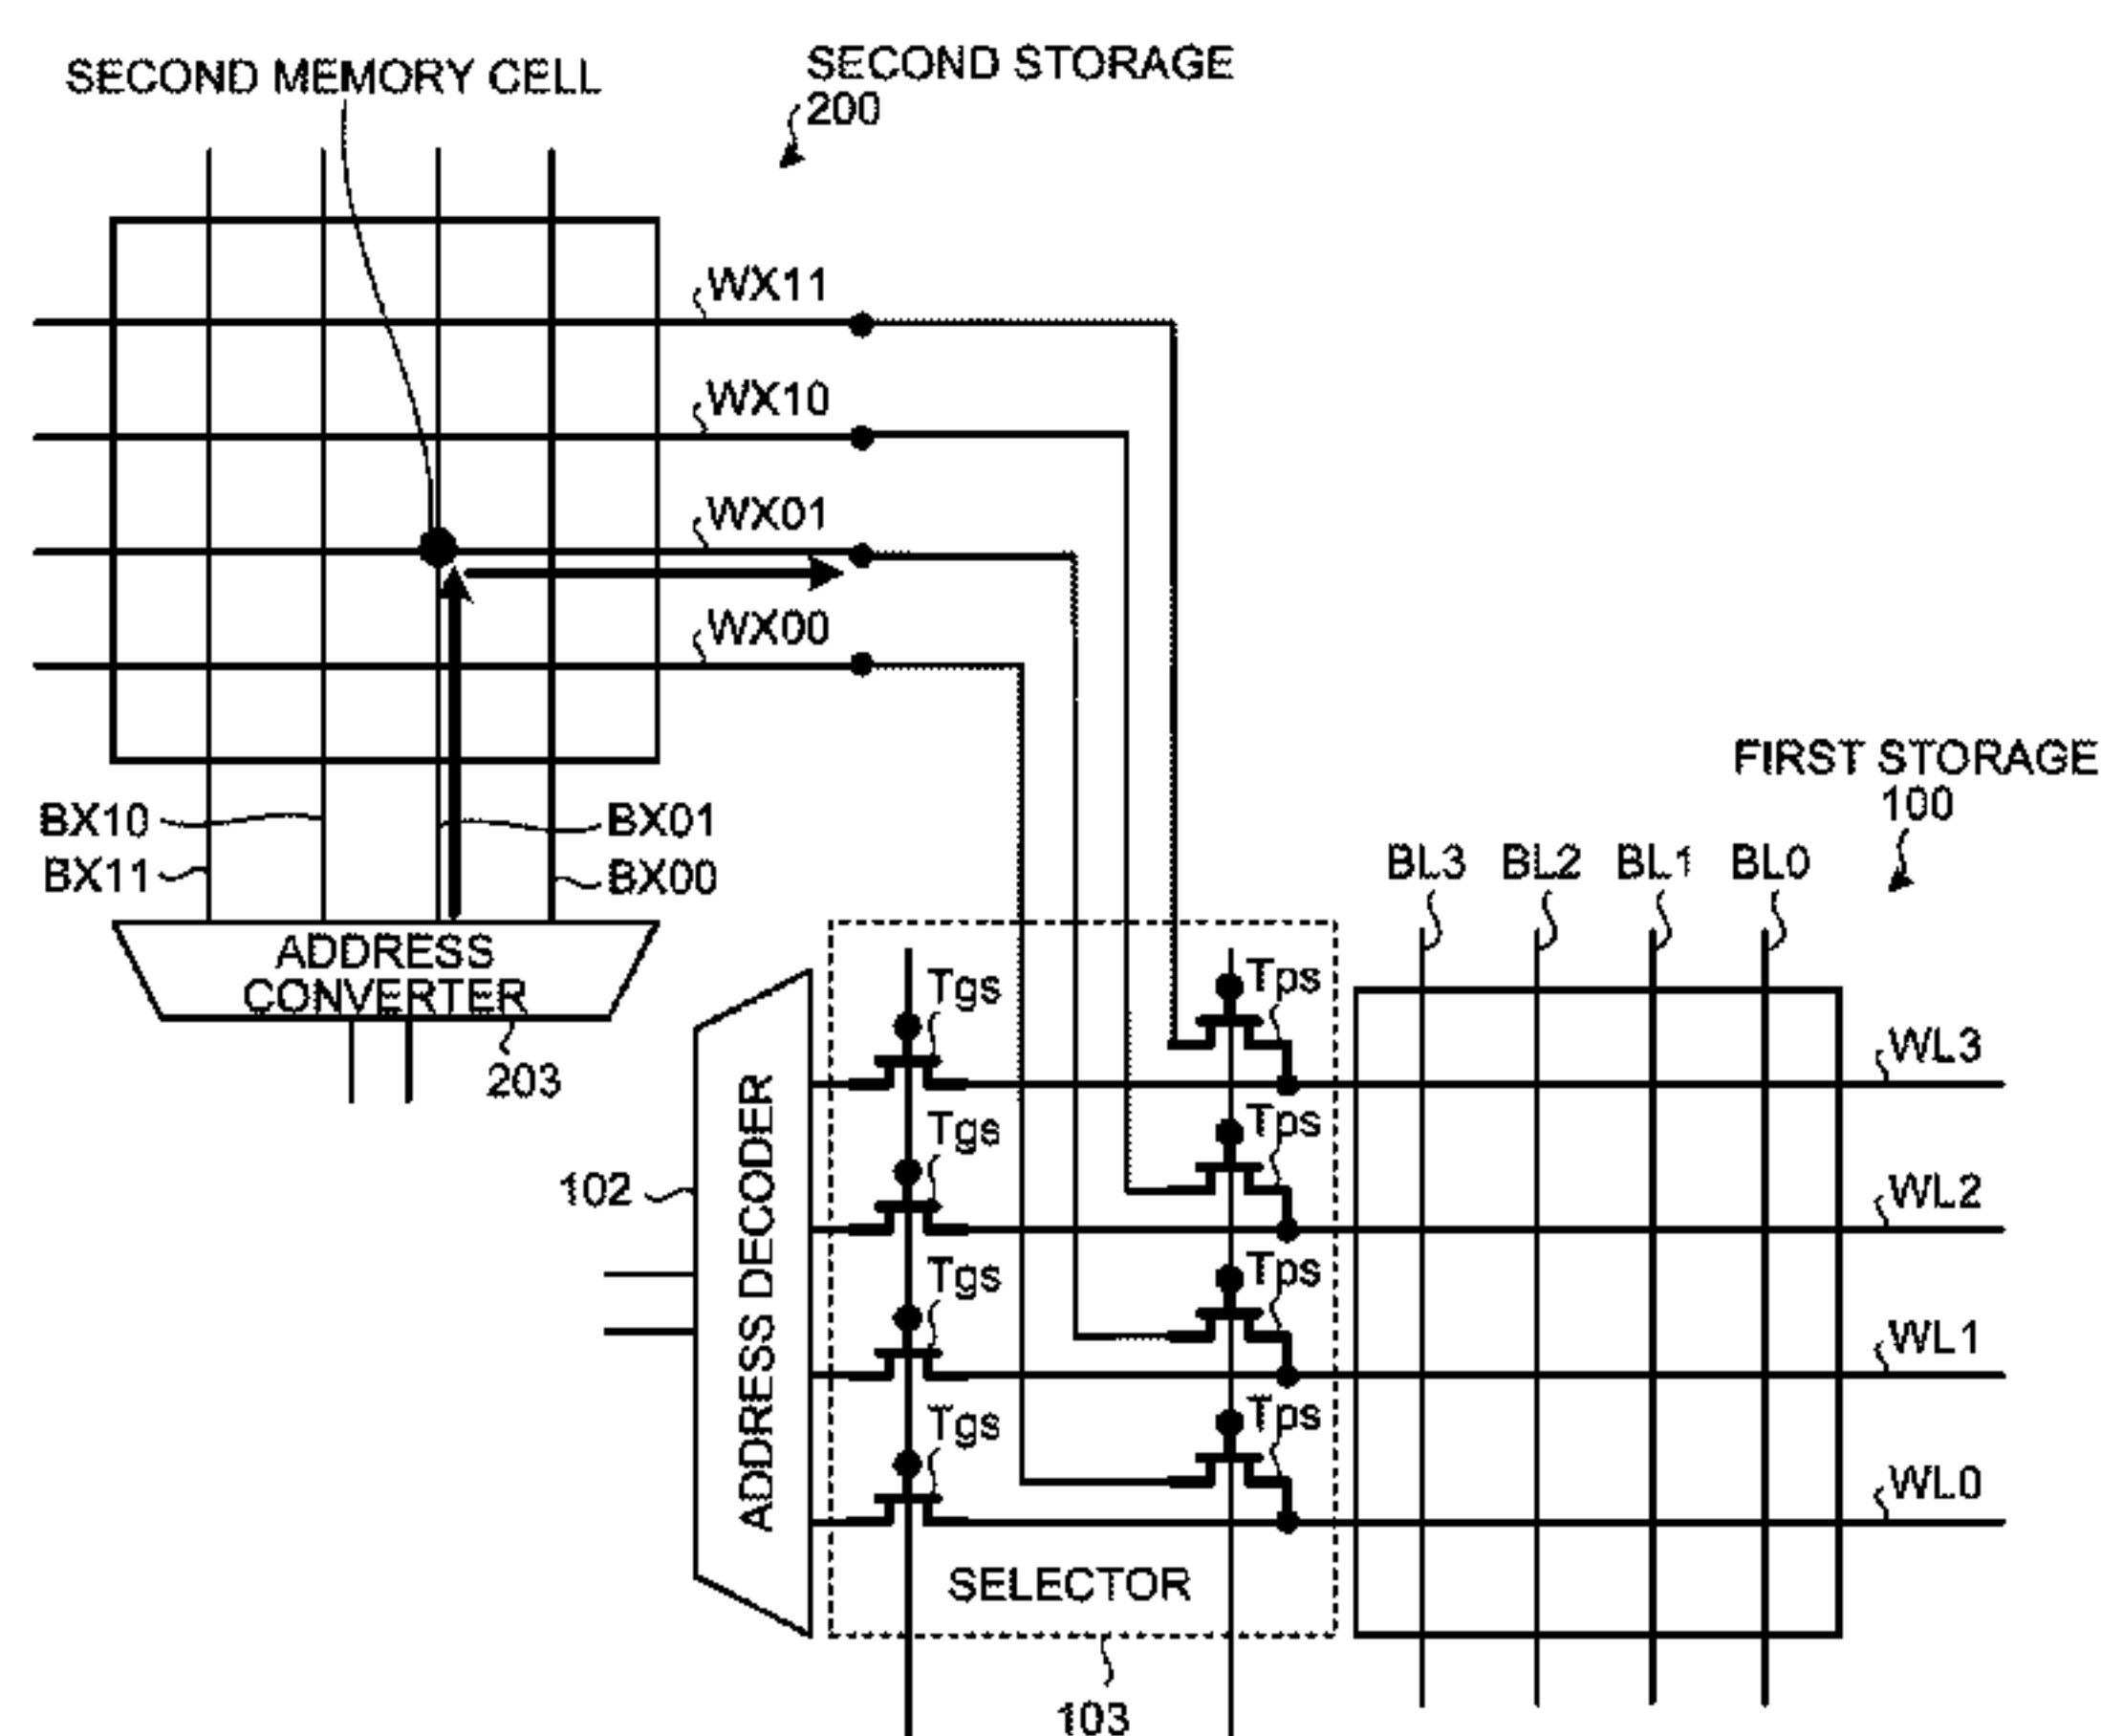 SECOND MEMORY CELL
SECOND STORAGE
200
WX11
WX10
WX01
WX00
BX10
BX11
BX01
BX00
ADDRESS
CONVERTER
203
FIRST STORAGE
100
BL3
BL2
BL1
BL0
Tgs
Tps
WL3
Tgs
Tps
WL2
102
ADDRESS DECODER
Tgs
Tps
WL1
Tgs
Tps
WL0
SELECTOR
103